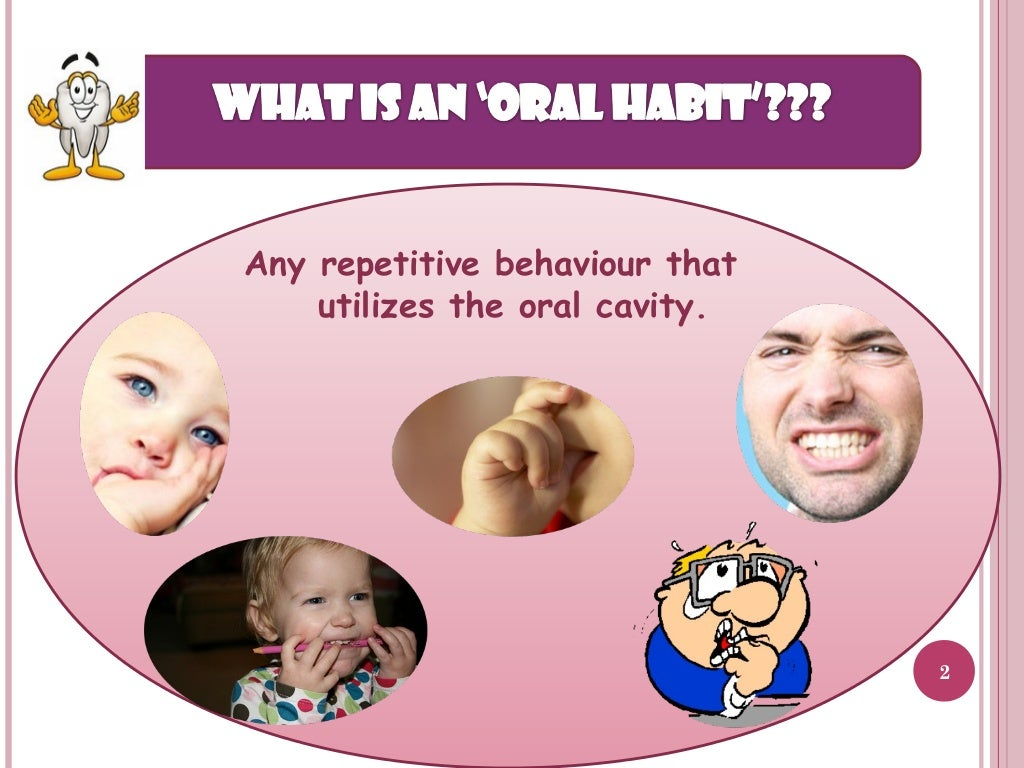 WHAT IS AN ‘ORAL HABIT’???
Any repetitive behaviour that
utilizes the oral cavity.
2